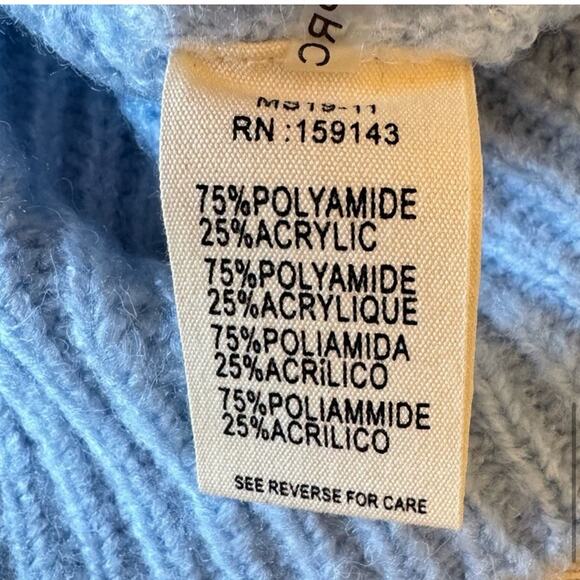 RN :159143
75%POLYAMIDE
25%ACRYLIC
75%POLYAMIDE
25%ACRYLIQUE
75%POLIAMIDA
25%ACRíLICO
75%POLIAMMIDE
25%ACRILICO
SEE REVERSE FOR CARE